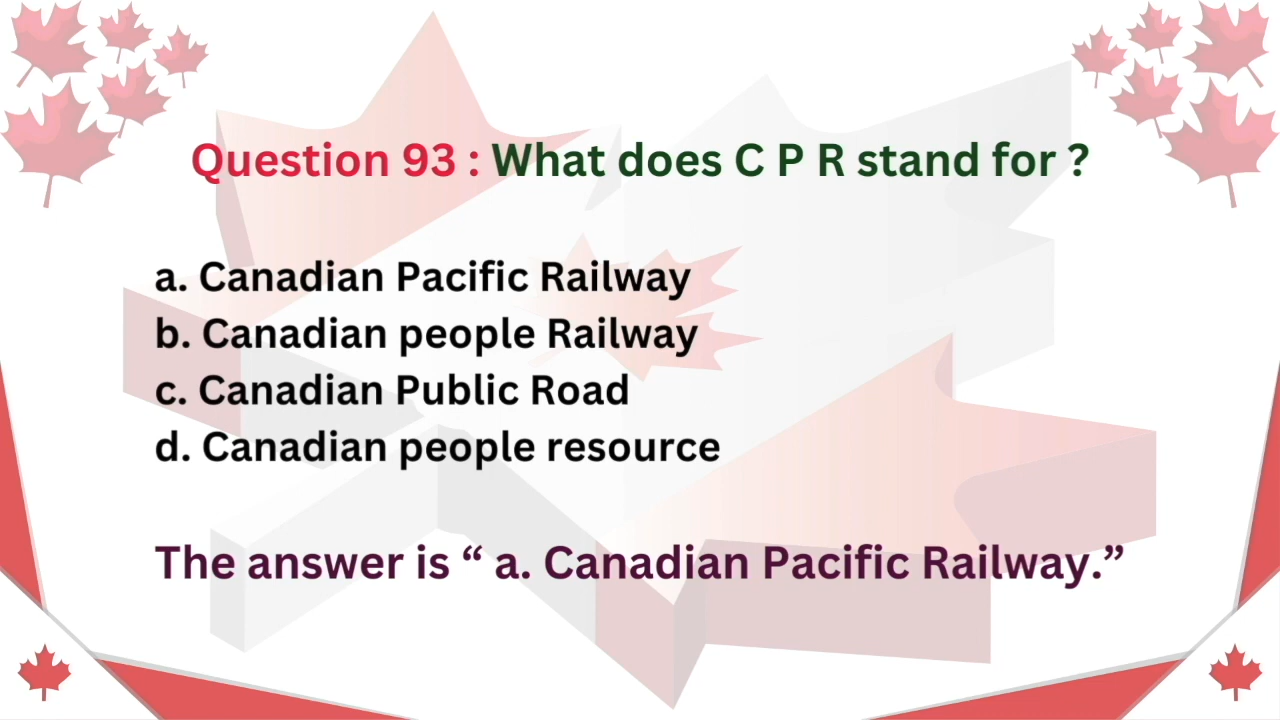 Question 93 : What does C P R stand for ?
a. Canadian Pacific Railway
b. Canadian people Railway
c. Canadian Public Road
d. Canadian people resource
The answer is “ a. Canadian Pacific Railway.”